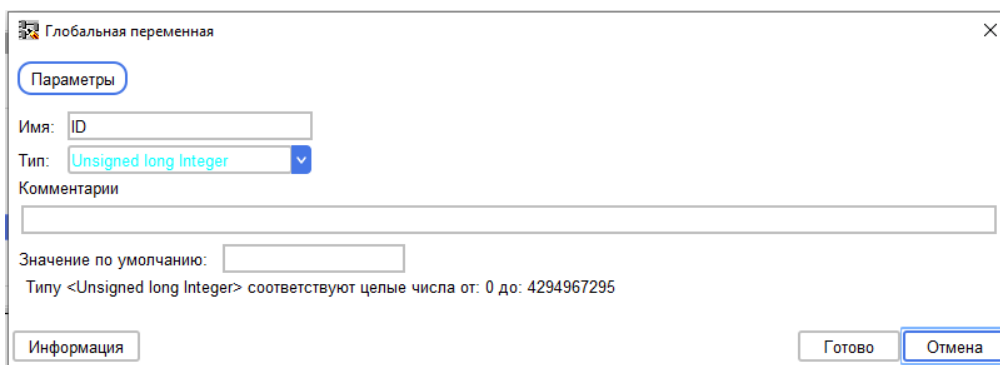 Глобальная переменная
Параметры
Имя: ID
Тип: Unsigned long Integer
Комментарии
Значение по умолчанию:
Типу <Unsigned long Integer> соответствуют целые числа от: 0 до: 4294967295
Информация Готово Отмена